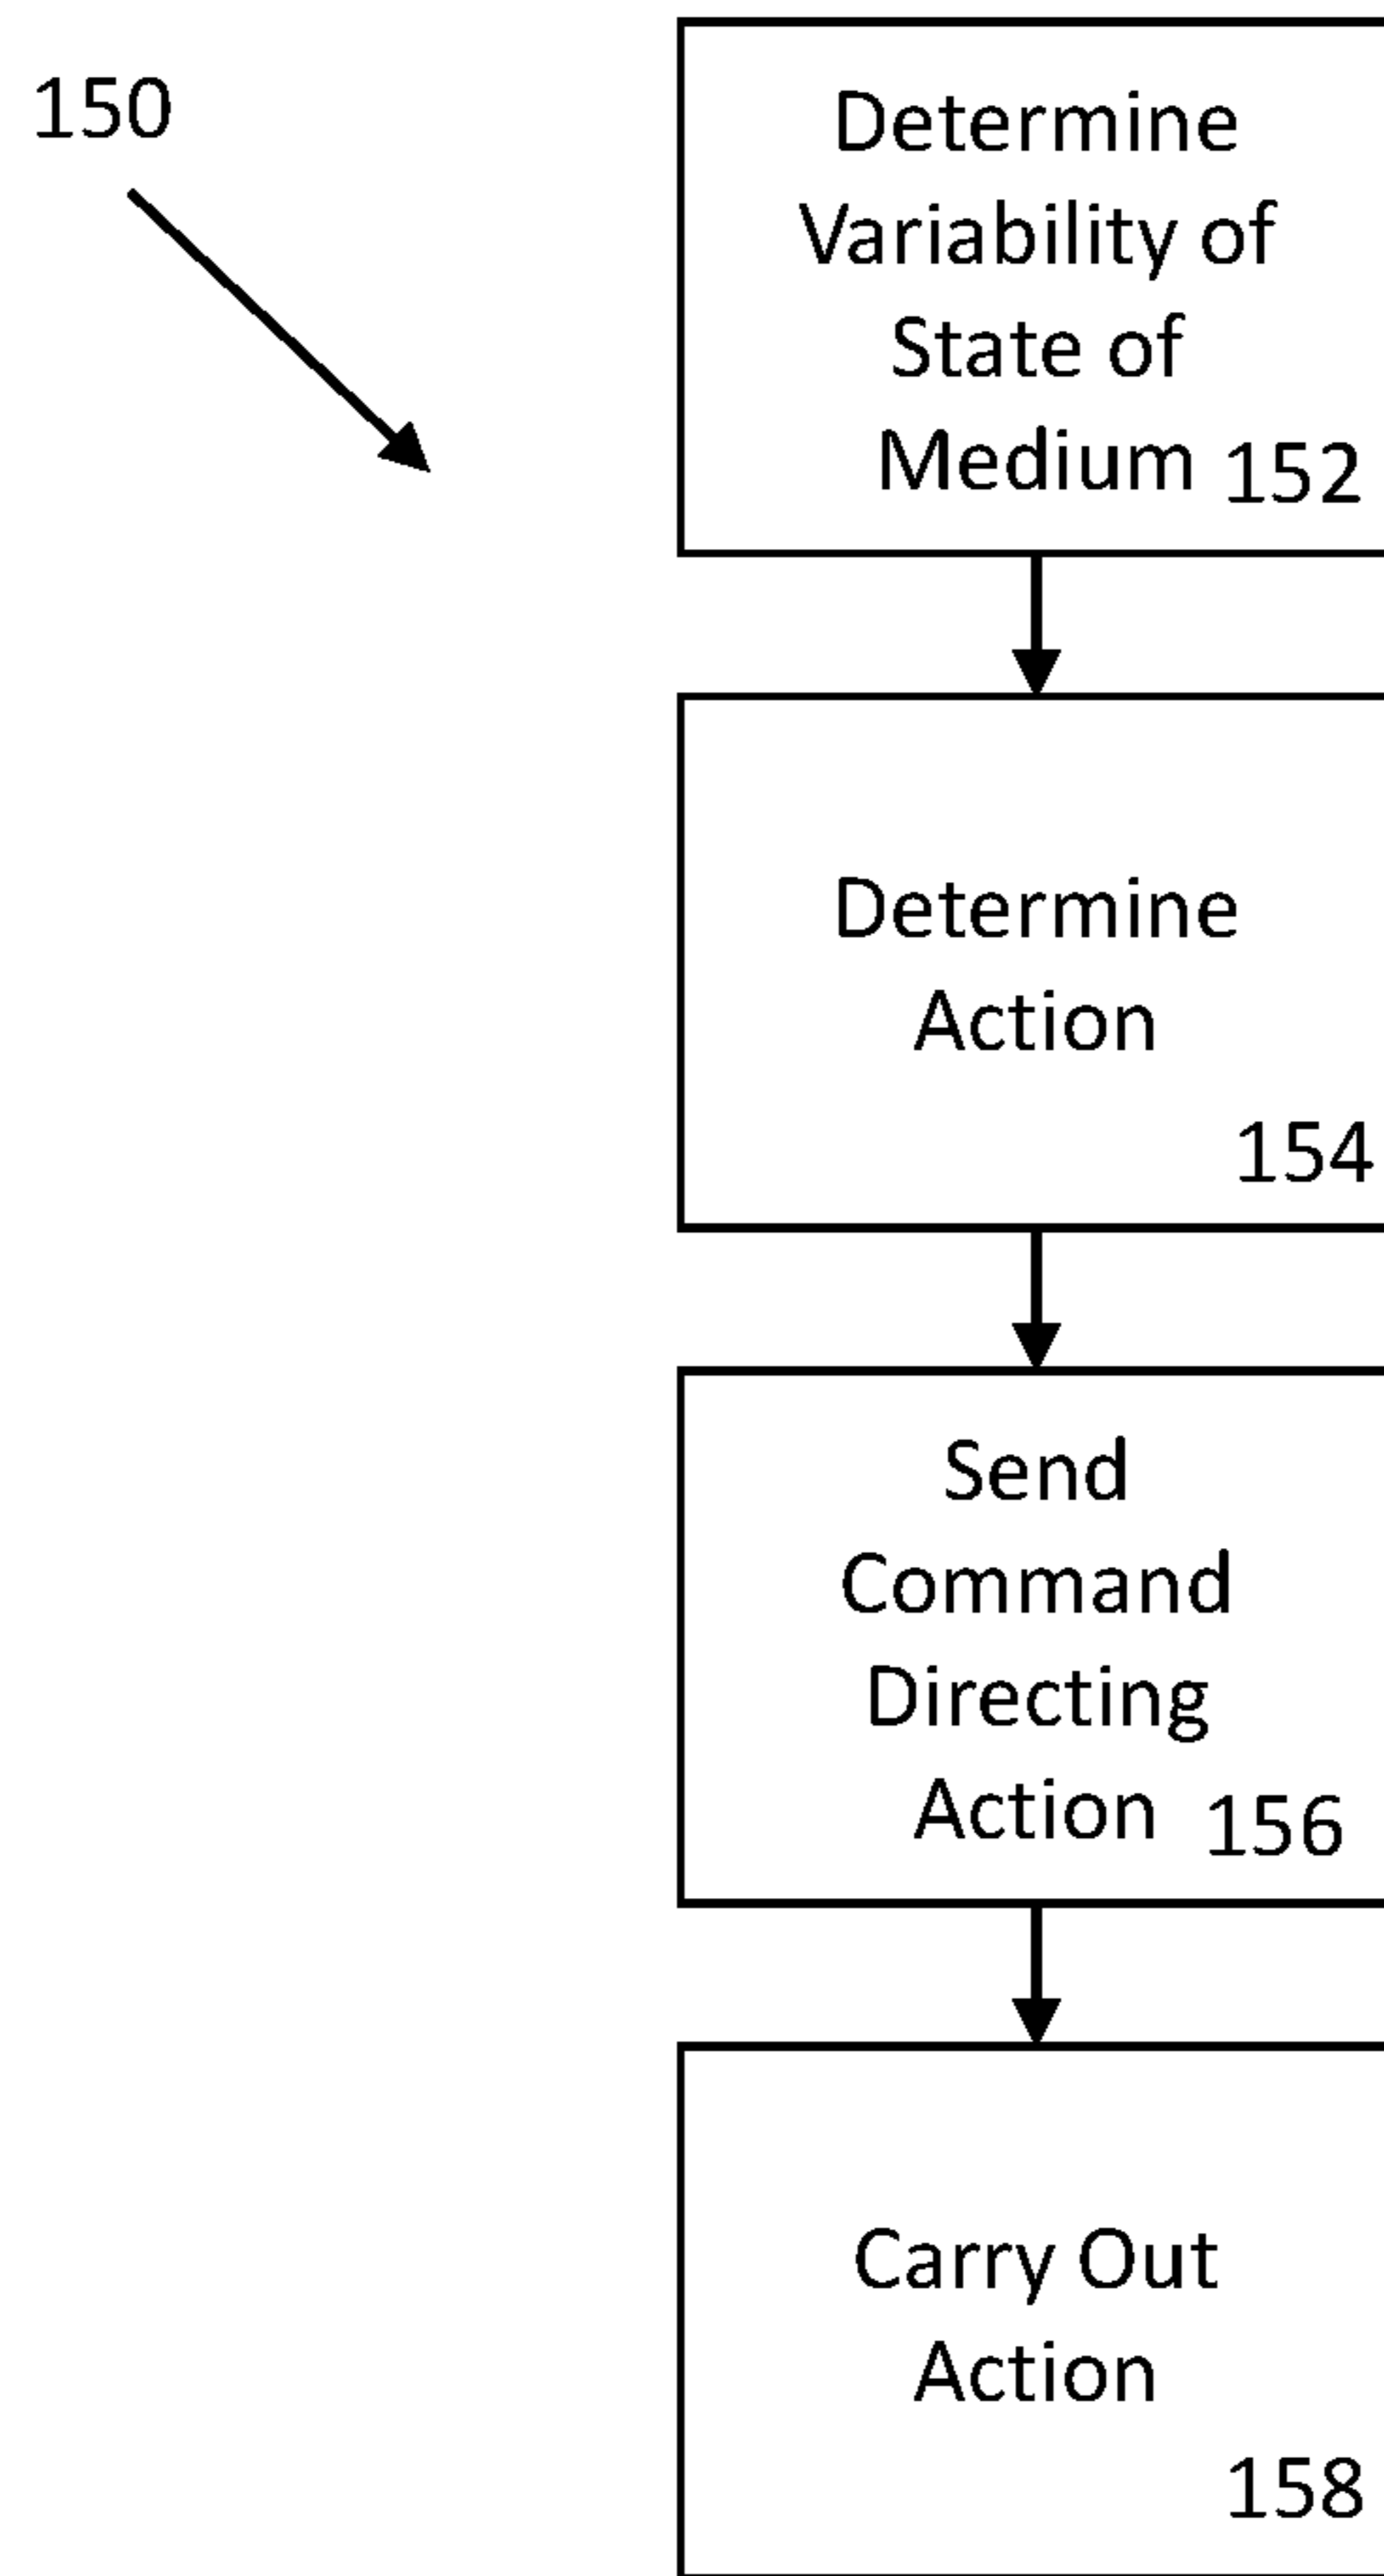 150
Determine
Variability of
State of
Medium 152
Determine
Action
154
Send
Command
Directing
Action 156
Carry Out
Action
158